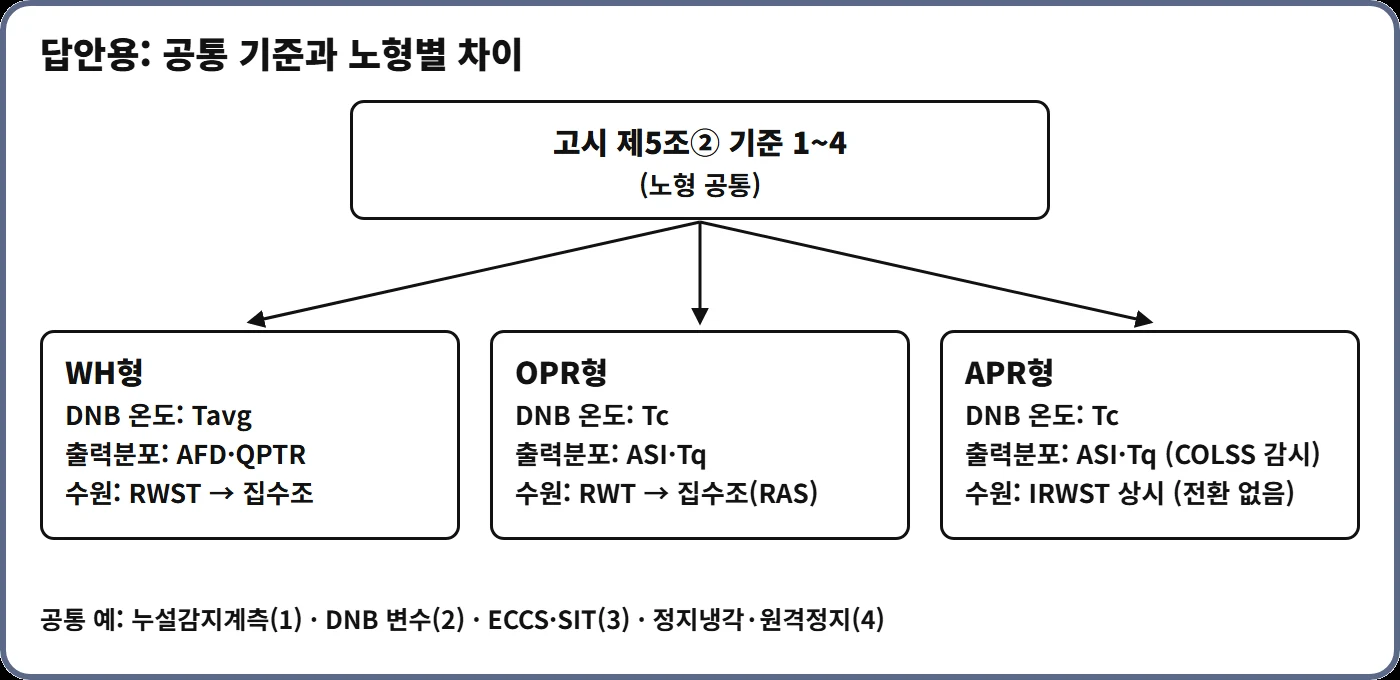 답안용: 공통 기준과 노형별 차이
고시 제5조② 기준 1~4
(노형 공통)
WH형
DNB 온도: Tavg
출력분포: AFD·QPTR
수원: RWST → 집수조
OPR형
DNB 온도: Tc
출력분포: ASI·Tq
수원: RWT → 집수조(RAS)
APR형
DNB 온도: Tc
출력분포: ASI·Tq (COLSS 감시)
수원: IRWST 상시 (전환 없음)
공통 예: 누설감지계측(1) · DNB 변수(2) · ECCS·SIT(3) · 정지냉각·원격정지(4)